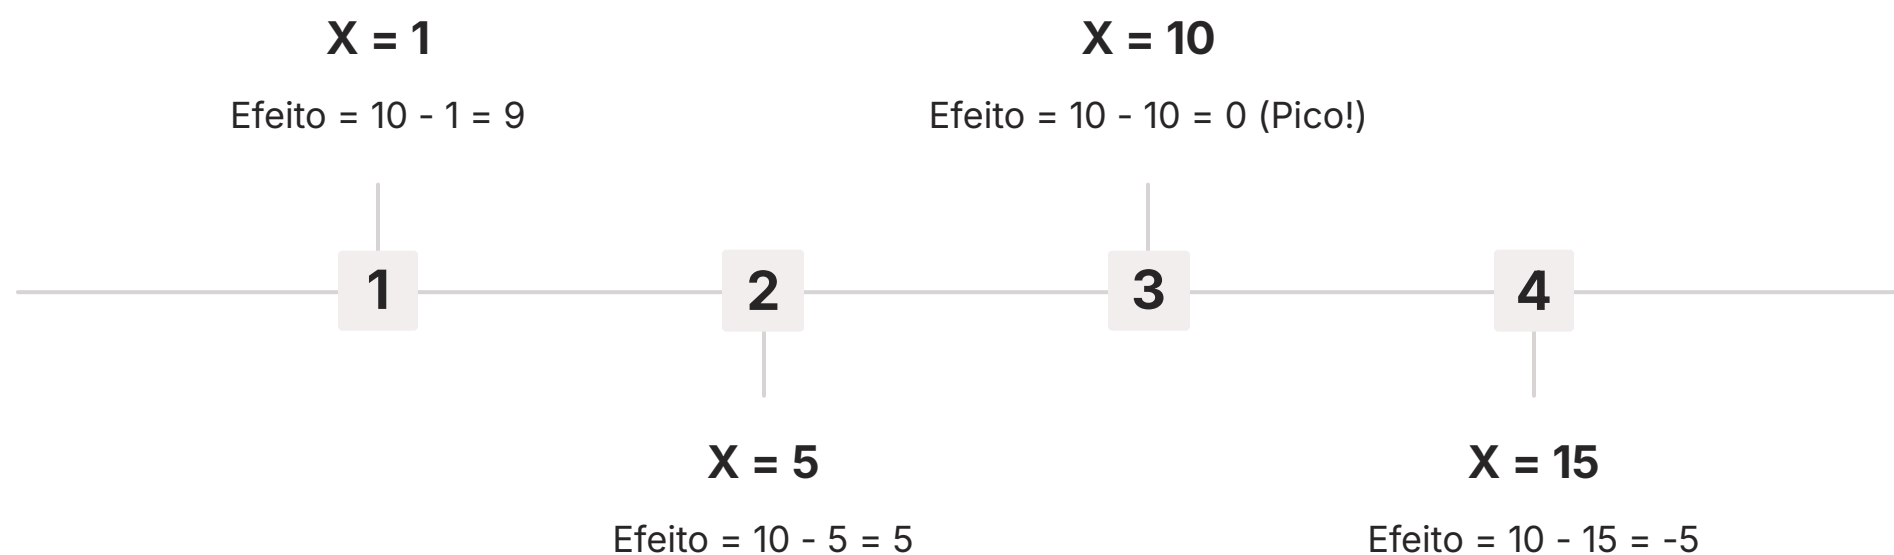 X = 1
Efeito = 10 - 1 = 9
X = 10
Efeito = 10 - 10 = 0 (Pico!)
1
2
3
4
X = 5
Efeito = 10 - 5 = 5
X = 15
Efeito = 10 - 15 = -5